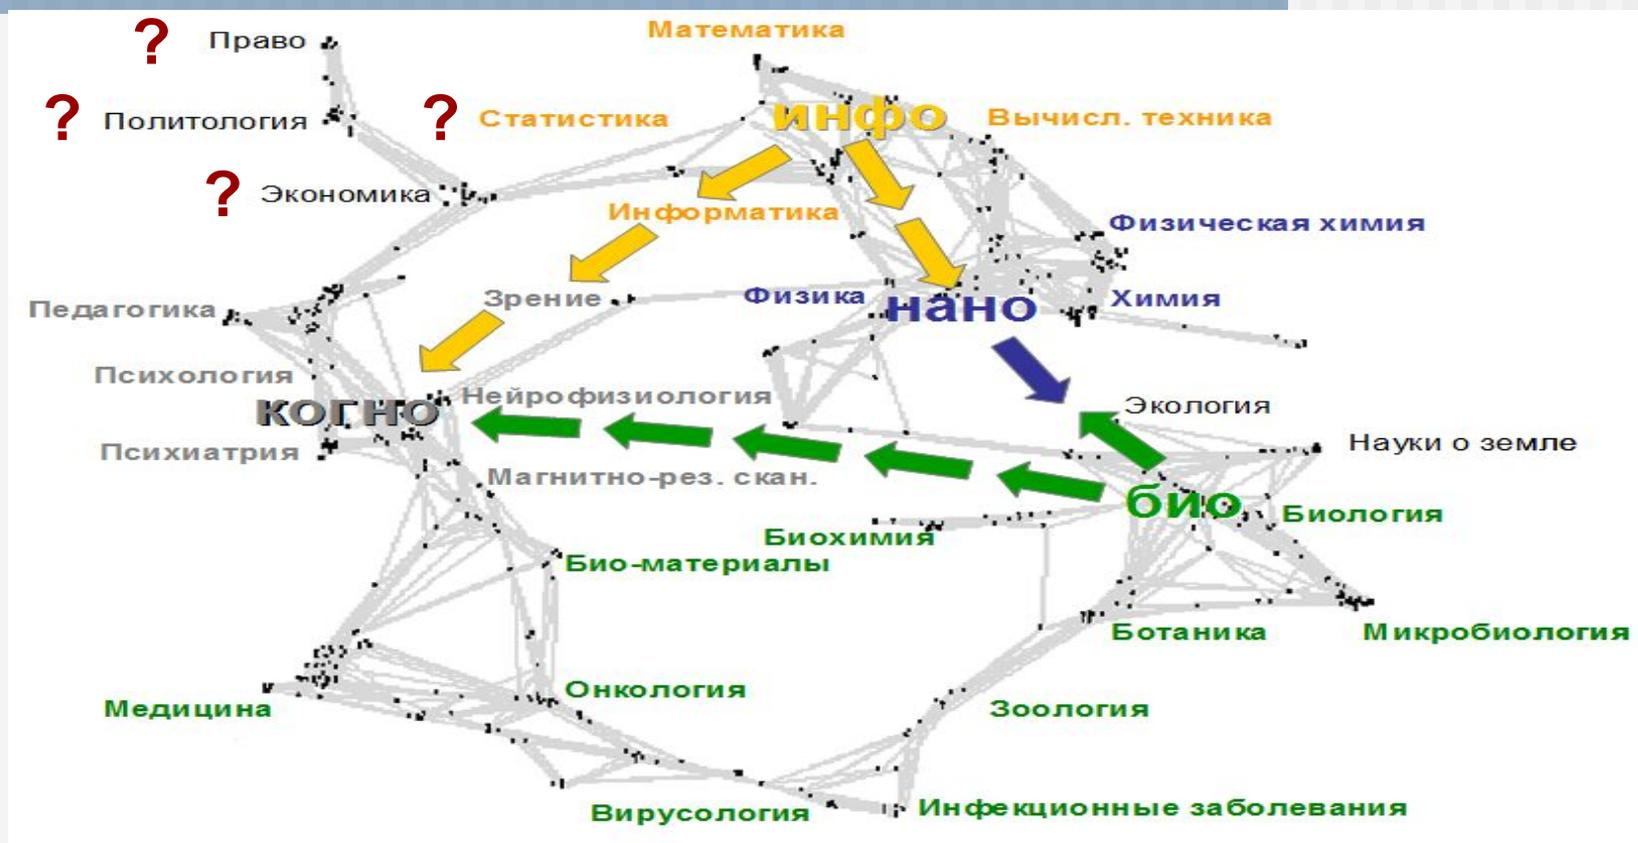 Математика
? Право
? Политология
? Статистика
инфо
Вычисл. техника
? Экономика
Информатика
Физическая химия
Педагогика
Зрение
Физика
нано
Химия
Психология
Нейрофизиология
когно
Экология
Психиатрия
Науки о земле
Магнитно-рез. скан.
био
Биология
Биохимия
Био-материалы
Ботаника
Микробиология
Онкология
Медицина
Зоология
Вирусология
Инфекционные заболевания